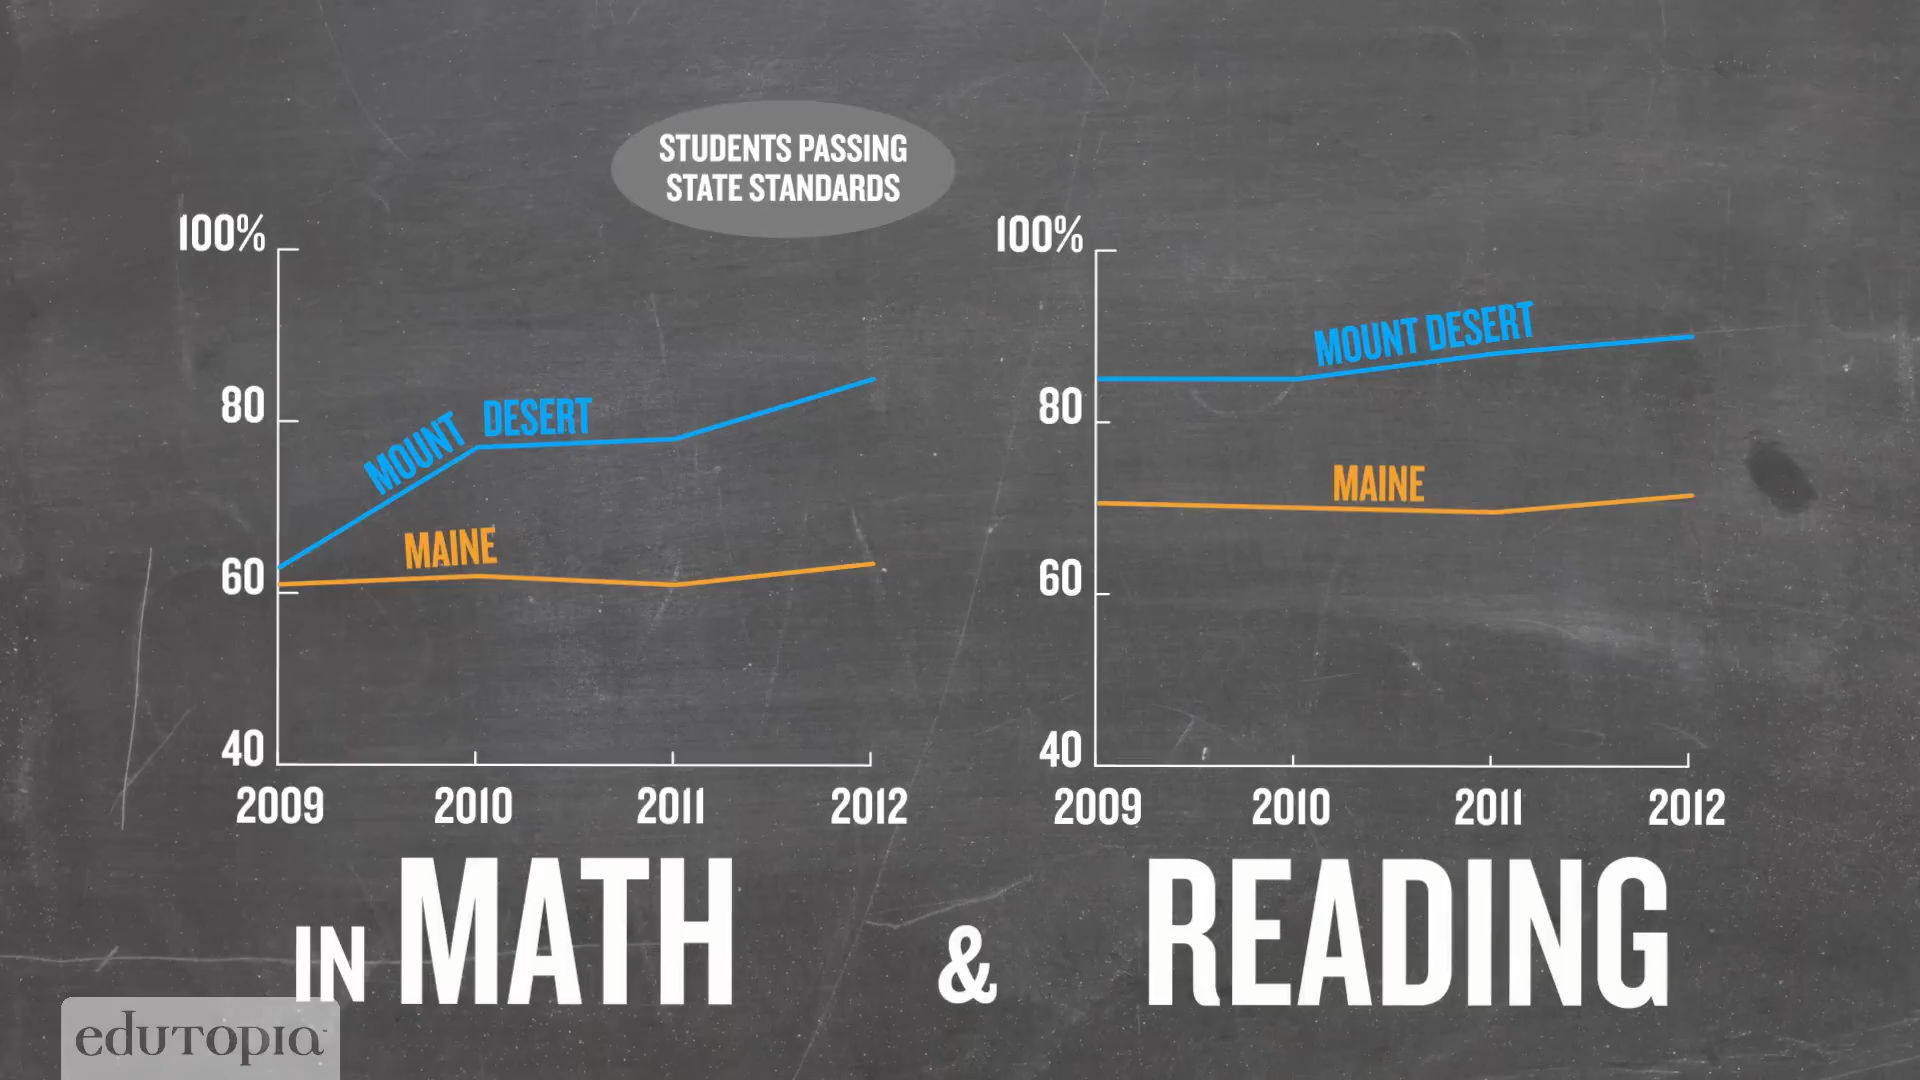 STUDENTS PASSING
STATE STANDARDS
100%
80
60
40
MOUNT DESERT
MAINE
2009 2010 2011 2012
100%
80
60
40
MOUNT DESERT
MAINE
2009 2010 2011 2012
IN MATH & READING
edUTOPIA